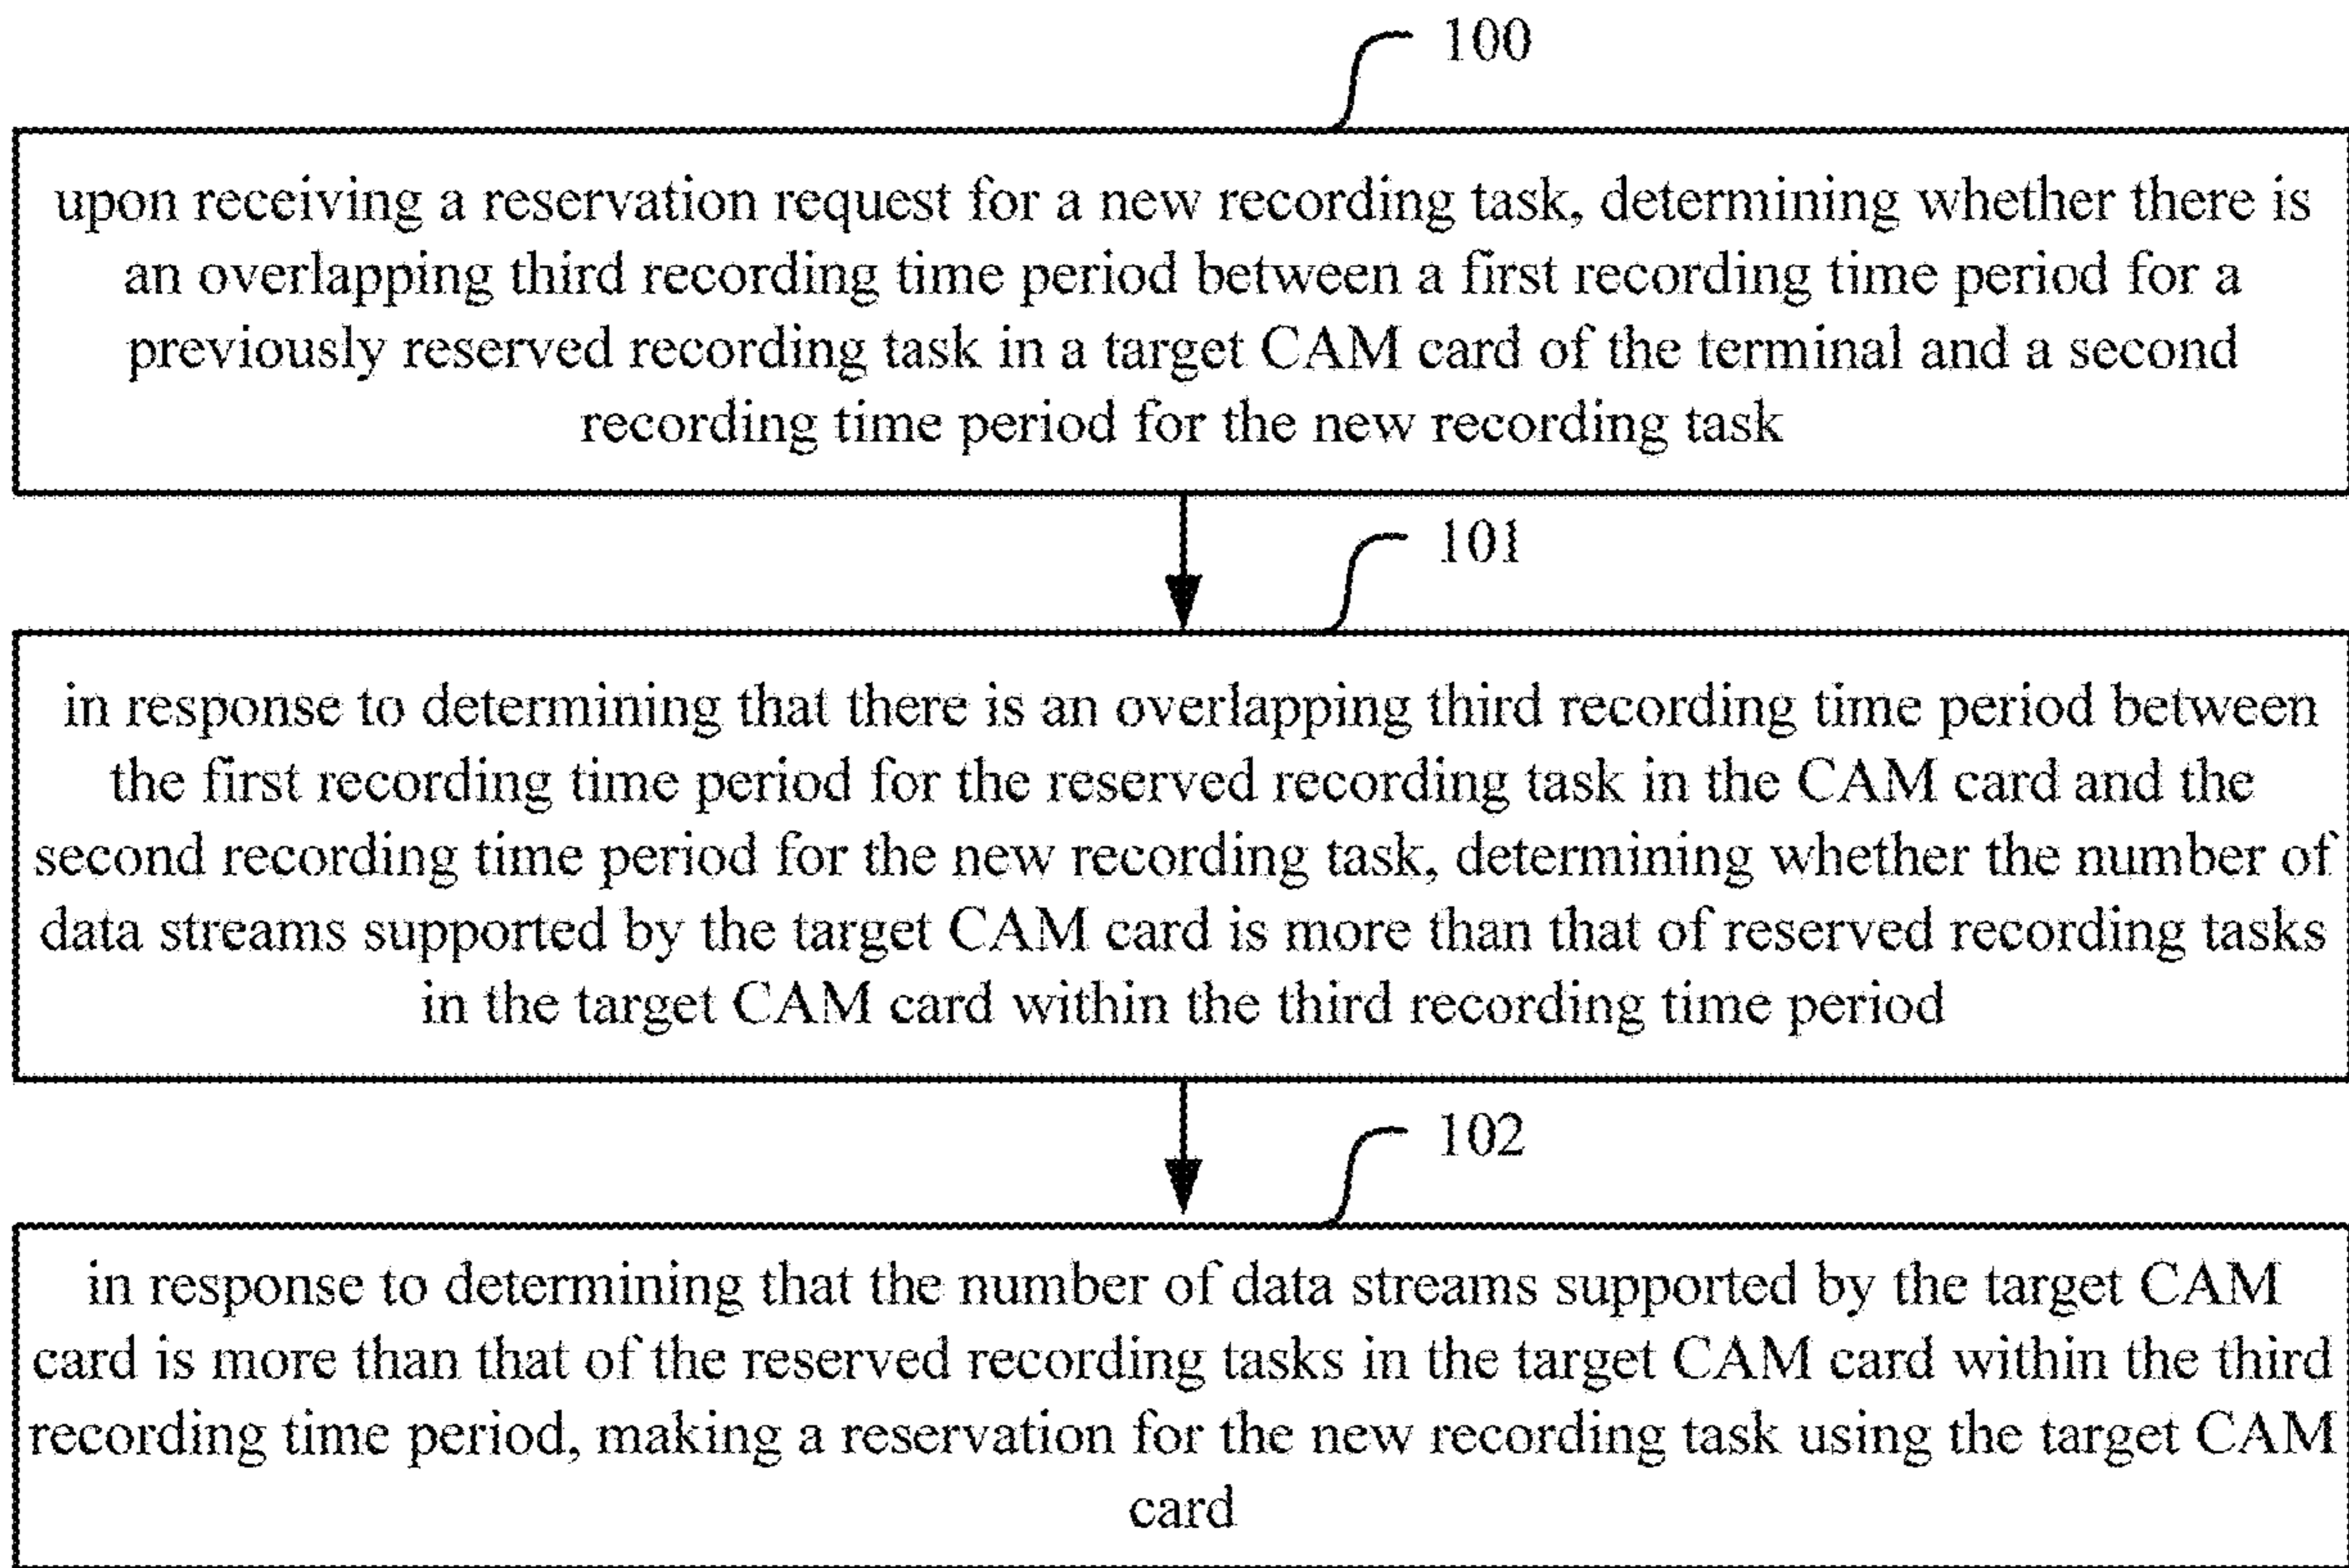 100
upon receiving a reservation request for a new recording task, determining whether there is
an overlapping third recording time period between a first recording time period for a
previously reserved recording task in a target CAM card of the terminal and a second
recording time period for the new recording task
101
in response to determining that there is an overlapping third recording time period between
the first recording time period for the reserved recording task in the CAM card and the
second recording time period for the new recording task, determining whether the number of
data streams supported by the target CAM card is more than that of reserved recording tasks
in the target CAM card within the third recording time period
102
in response to determining that the number of data streams supported by the target CAM
card is more than that of the reserved recording tasks in the target CAM card within the third
recording time period, making a reservation for the new recording task using the target CAM
card